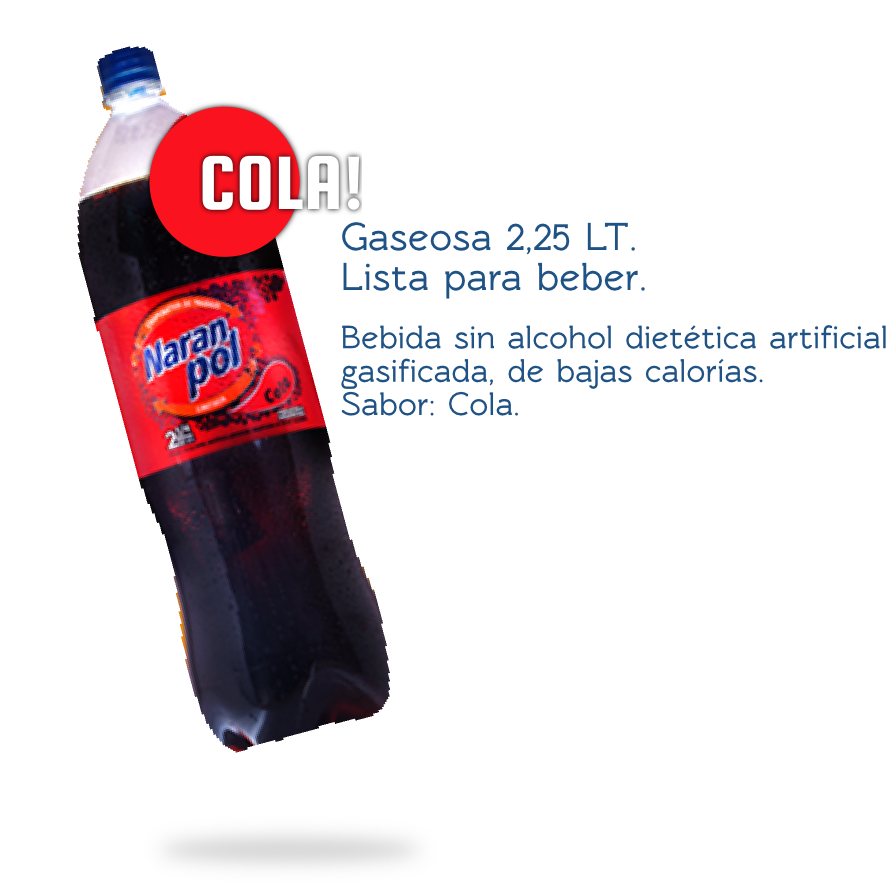 COLA!
Gaseosa 2,25 LT.
Lista para beber.
Bebida sin alcohol dietética artificial
gasificada, de bajas calorías.
Sabor: Cola.
Naran
pol
Cola